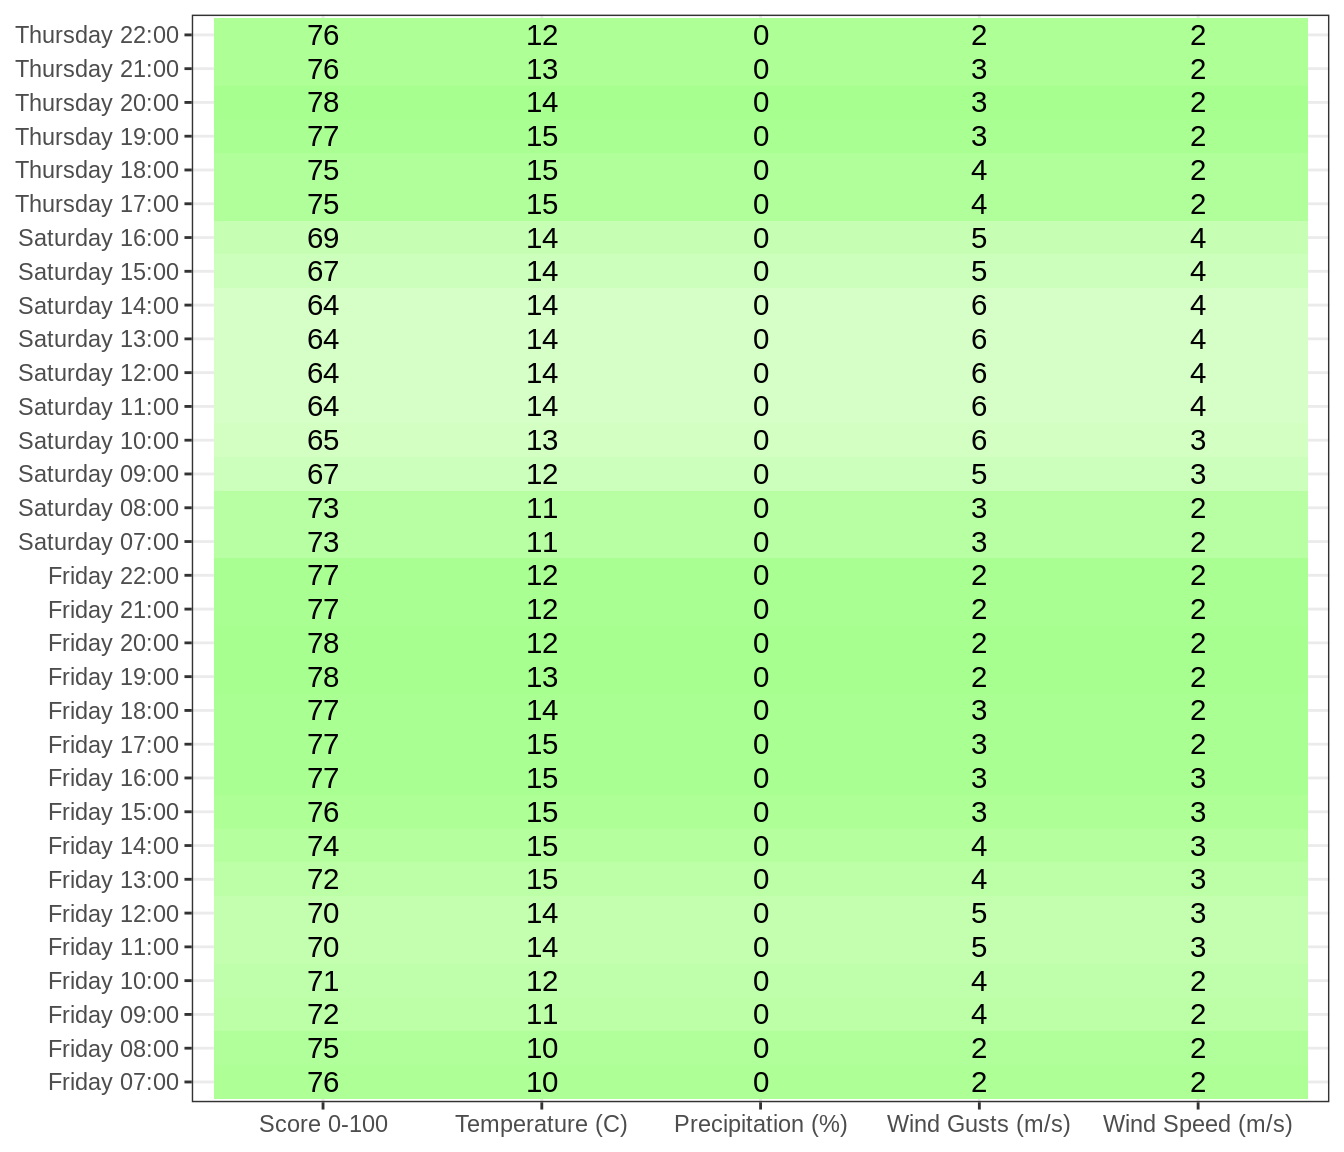 Thursday 22:00 76 12 0 2 2
Thursday 21:00 76 13 0 3 2
Thursday 20:00 78 14 0 3 2
Thursday 19:00 77 15 0 3 2
Thursday 18:00 75 15 0 4 2
Thursday 17:00 75 15 0 4 2
Saturday 16:00 69 14 0 5 4
Saturday 15:00 67 14 0 5 4
Saturday 14:00 64 14 0 6 4
Saturday 13:00 64 14 0 6 4
Saturday 12:00 64 14 0 6 4
Saturday 11:00 64 14 0 6 4
Saturday 10:00 65 13 0 6 3
Saturday 09:00 67 12 0 5 3
Saturday 08:00 73 11 0 3 2
Saturday 07:00 73 11 0 3 2
Friday 22:00 77 12 0 2 2
Friday 21:00 77 12 0 2 2
Friday 20:00 78 12 0 2 2
Friday 19:00 78 13 0 2 2
Friday 18:00 77 14 0 3 2
Friday 17:00 77 15 0 3 2
Friday 16:00 77 15 0 3 3
Friday 15:00 76 15 0 3 3
Friday 14:00 74 15 0 4 3
Friday 13:00 72 15 0 4 3
Friday 12:00 70 14 0 5 3
Friday 11:00 70 14 0 5 3
Friday 10:00 71 12 0 4 2
Friday 09:00 72 11 0 4 2
Friday 08:00 75 10 0 2 2
Friday 07:00 76 10 0 2 2
Score 0-100 Temperature (C) Precipitation (%) Wind Gusts (m/s) Wind Speed (m/s)